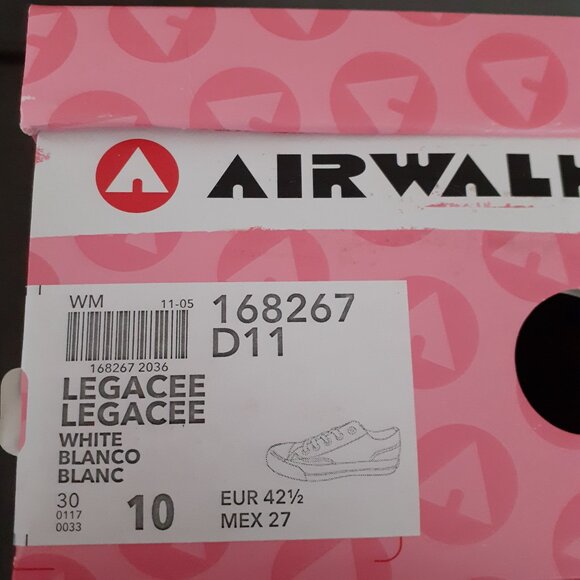 AIRWALK
WM 11-05
168267
D11
168267 2036
LEGACEE
LEGACEE
WHITE
BLANCO
BLANC
30
0117
0033
10
EUR 42½
MEX 27